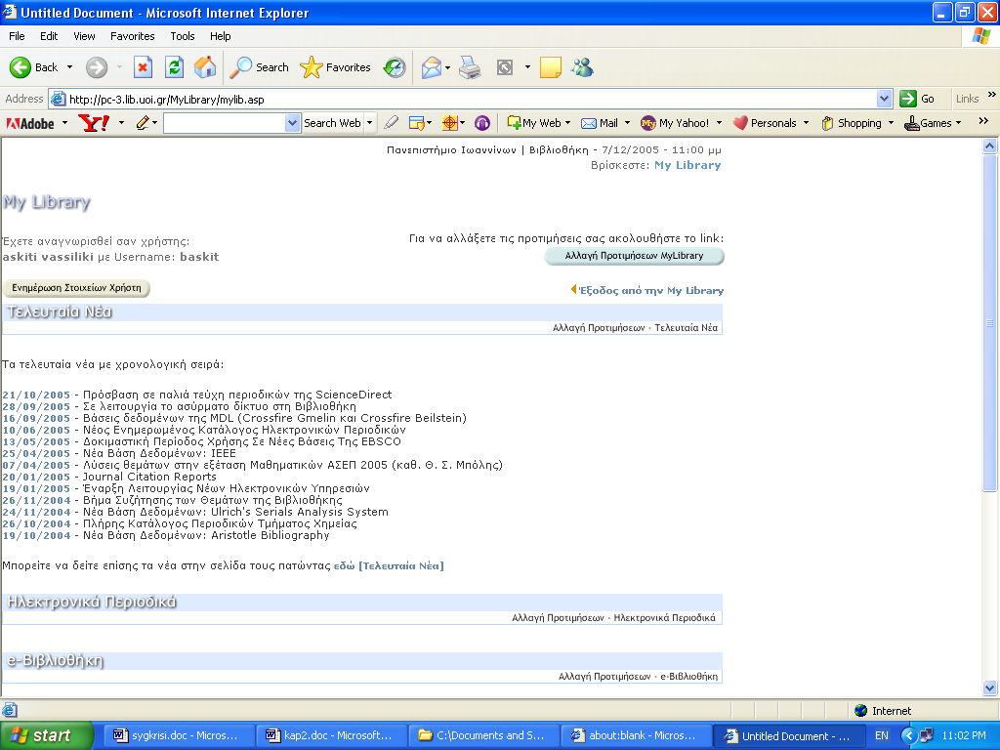 Untitled Document - Microsoft Internet Explorer
File Edit View Favorites Tools Help
Back Search Favorites
Address http://pc-3.lib.uoi.gr/MyLibrary/mylib.asp Go Links »
Adobe Y! Search Web My Web Mail My Yahoo! Personals Shopping Games »
Πανεπιστήμιο Ιωαννίνων | Βιβλιοθήκη - 7/12/2005 - 11:00 μμ
Βρίσκεστε: My Library
My Library
Έχετε αναγνωρισθεί σαν χρήστης:
askiti vassiliki με Username: baskit
Για να αλλάξετε τις προτιμήσεις σας ακολουθήστε το link:
Αλλαγή Προτιμήσεων MyLibrary
Ενημέρωση Στοιχείων Χρήστη
Έξοδος από την My Library
Τελευταία Νέα
Αλλαγή Προτιμήσεων - Τελευταία Νέα
Τα τελευταία νέα με χρονολογική σειρά:
21/10/2005 - Πρόσβαση σε παλιά τεύχη περιοδικών της ScienceDirect
28/09/2005 - Σε λειτουργία το ασύρματο δίκτυο στη Βιβλιοθήκη
16/09/2005 - Βάσεις δεδομένων της MDL (Crossfire Gmelin και Crossfire Beilstein)
10/06/2005 - Νέος Ενημερωμένος Κατάλογος Ηλεκτρονικών Περιοδικών
13/05/2005 - Δοκιμαστική Περίοδος Χρήσης Σε Νέες Βάσεις Της EBSCO
25/04/2005 - Νέα Βάση Δεδομένων: IEEE
07/04/2005 - Λύσεις θεμάτων στην εξέταση Μαθηματικών ΑΣΕΠ 2005 (καθ. Θ. Σ. Μπόλης)
20/01/2005 - Journal Citation Reports
19/01/2005 - Έναρξη Λειτουργίας Νέων Ηλεκτρονικών Υπηρεσιών
26/11/2004 - Βήμα Συζήτησης των Θεμάτων της Βιβλιοθήκης
24/11/2004 - Νέα Βάση Δεδομένων: Ulrich's Serials Analysis System
26/10/2004 - Πλήρης Κατάλογος Περιοδικών Τμήματος Χημείας
19/10/2004 - Νέα Βάση Δεδομένων: Aristotle Bibliography
Μπορείτε να δείτε επίσης τα νέα στην σελίδα τους πατώντας εδώ [Τελευταία Νέα]
Ηλεκτρονικά Περιοδικά
Αλλαγή Προτιμήσεων - Ηλεκτρονικά Περιοδικά
e-Βιβλιοθήκη
Αλλαγή Προτιμήσεων - e-Βιβλιοθήκη
Internet
start sygkrisi.doc - Micros... kap2.doc - Microsoft... C:\Documents and S... about:blank - Micros... Untitled Document - ... EN 11:02 PM